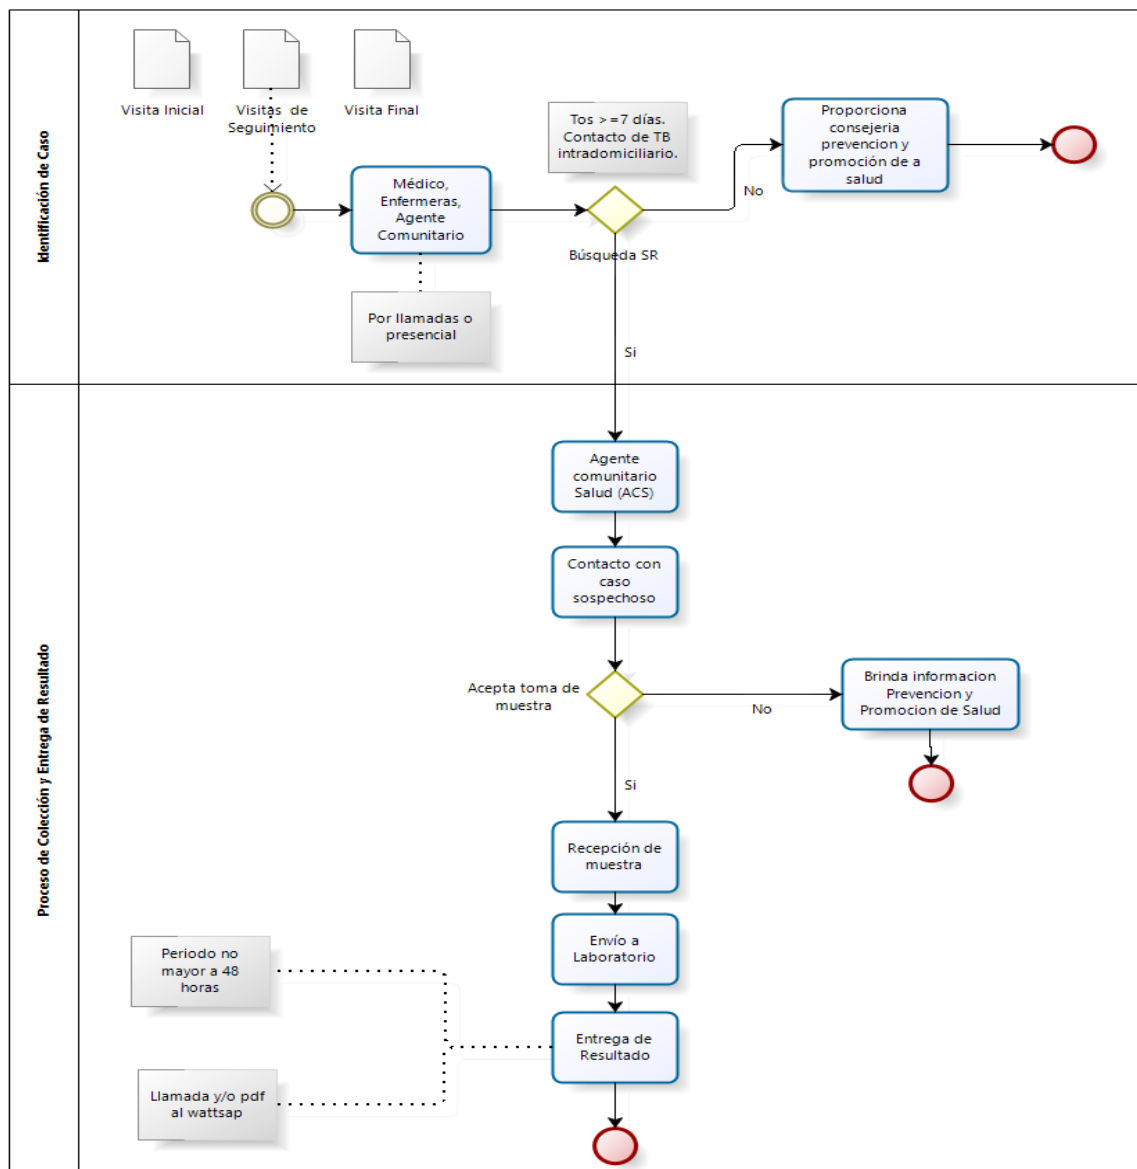 Identificación de Caso
Visita Inicial
Visitas de
Seguimiento
Visita Final
Tos >=7 días.
Contacto de TB
intradomiciliario.
Proporciona
consejeria
prevencion y
promoción de a
salud
No
Médico,
Enfermeras,
Agente
Comunitario
Búsqueda SR
Por llamadas o
presencial
Si
Proceso de Colección y Entrega de Resultado
Agente
comunitario
Salud (ACS)
Contacto con
caso
sospechoso
Acepta toma de
muestra
No
Brinda informacion
Prevencion y
Promocion de Salud
Si
Recepción de
muestra
Envío a
Laboratorio
Periodo no
mayor a 48
horas
Entrega de
Resultado
Llamada y/o pdf
al wattsap